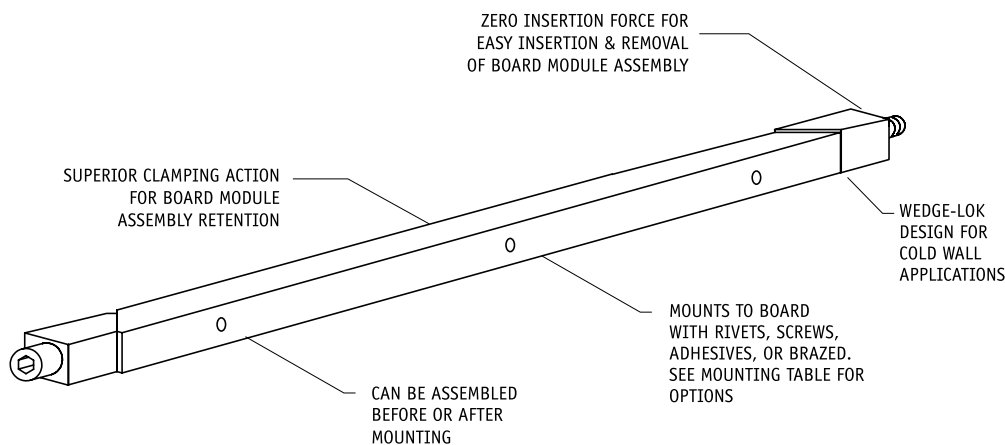 ZERO INSERTION FORCE FOR
EASY INSERTION & REMOVAL
OF BOARD MODULE ASSEMBLY
SUPERIOR CLAMPING ACTION
FOR BOARD MODULE
ASSEMBLY RETENTION
WEDGE-LOK
DESIGN FOR
COLD WALL
APPLICATIONS
MOUNTS TO BOARD
WITH RIVETS, SCREWS,
ADHESIVES, OR BRAZED.
SEE MOUNTING TABLE FOR
OPTIONS
CAN BE ASSEMBLED
BEFORE OR AFTER
MOUNTING